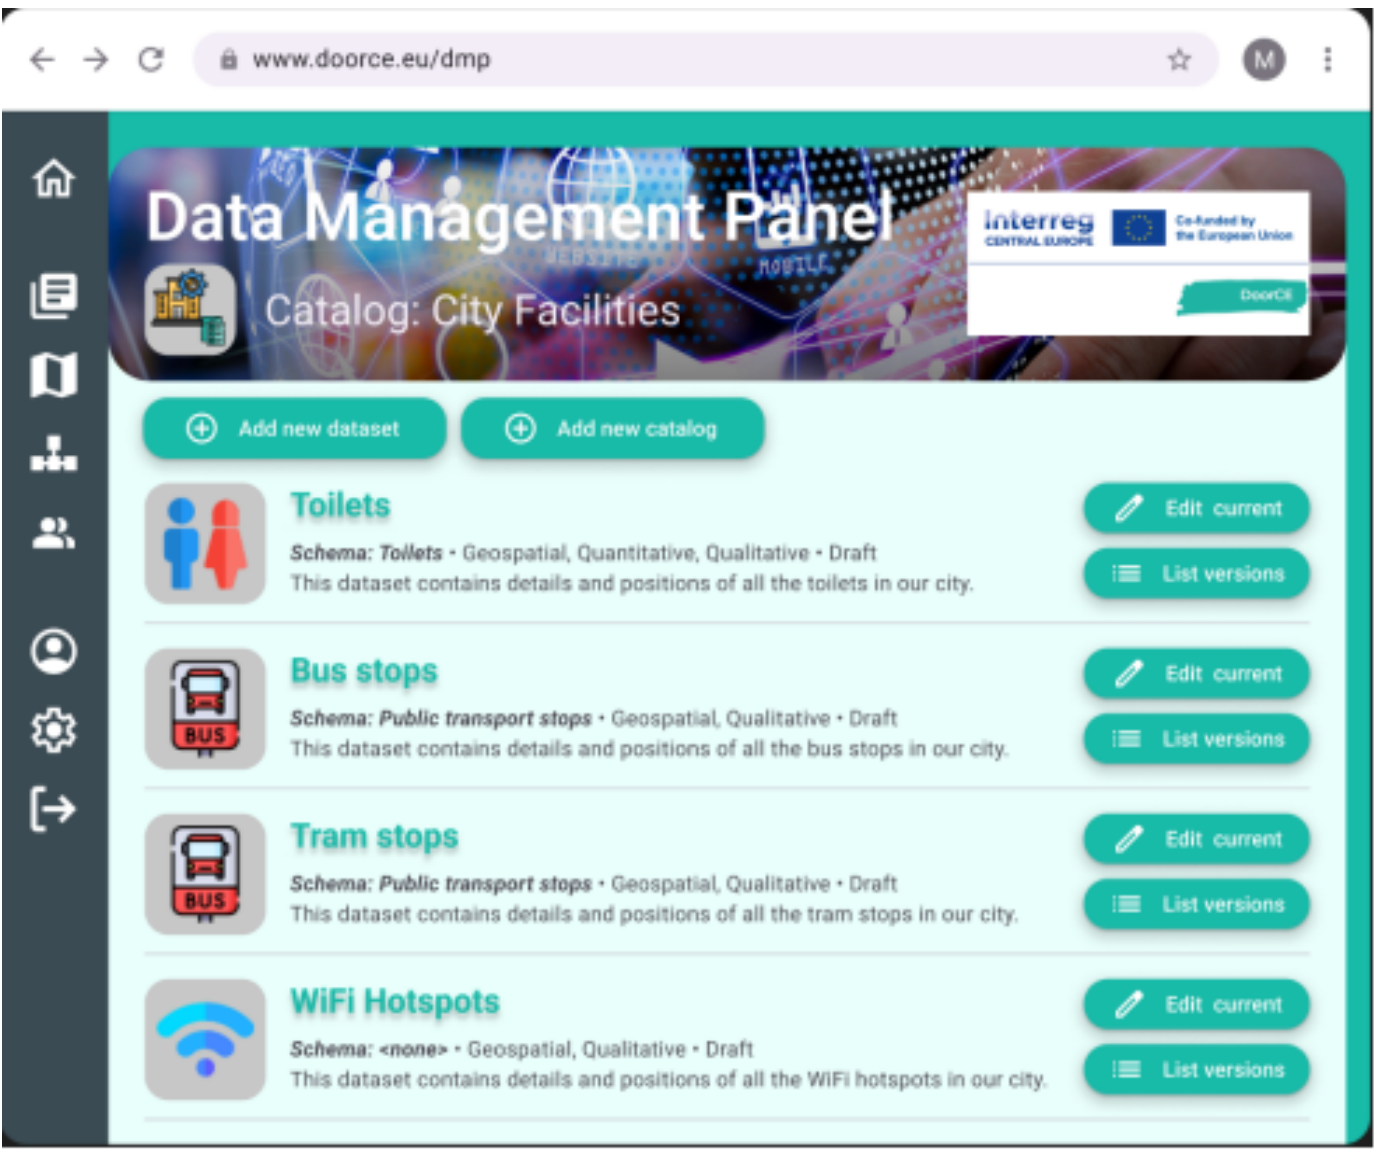 www.doorce.eu/dmp
M
Data Management Panel
WEBSITE
MOBILE
Interreg
CENTRAL EUROPE
Co-funded by
the European Union
DoorCE
Catalog: City Facilities
Add new dataset
Add new catalog
Toilets
Schema: Toilets • Geospatial, Quantitative, Qualitative • Draft
This dataset contains details and positions of all the toilets in our city.
Edit current
List versions
BUS
Bus stops
Schema: Public transport stops • Geospatial, Qualitative • Draft
This dataset contains details and positions of all the bus stops in our city.
Edit current
List versions
BUS
Tram stops
Schema: Public transport stops • Geospatial, Qualitative • Draft
This dataset contains details and positions of all the tram stops in our city.
Edit current
List versions
WiFi Hotspots
Schema: <none> • Geospatial, Qualitative • Draft
This dataset contains details and positions of all the WiFi hotspots in our city.
Edit current
List versions